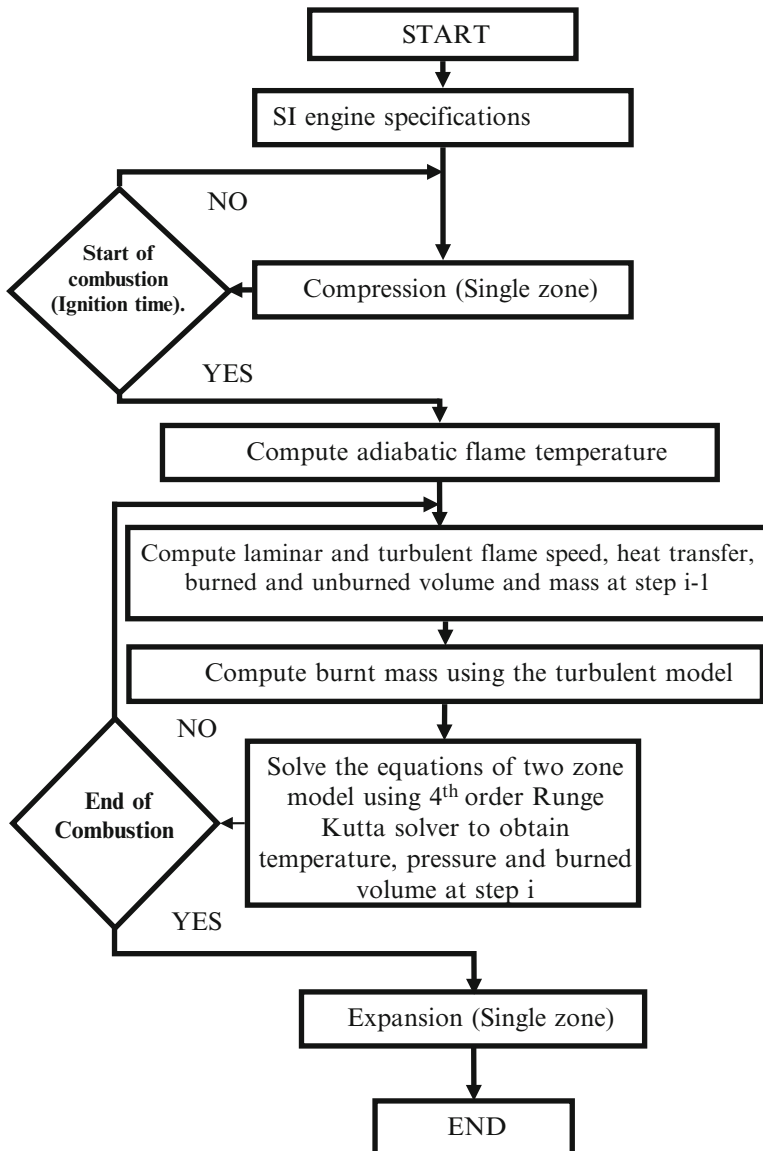 START
SI engine specifications
NO
Start of
combustion
(Ignition time).
Compression (Single zone)
YES
Compute adiabatic flame temperature
Compute laminar and turbulent flame speed, heat transfer,
burned and unburned volume and mass at step i-1
Compute burnt mass using the turbulent model
NO
End of
Combustion
Solve the equations of two zone
model using 4th order Runge
Kutta solver to obtain
temperature, pressure and burned
volume at step i
YES
Expansion (Single zone)
END